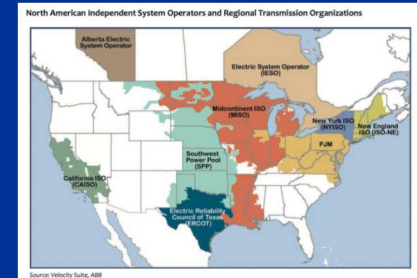 North American Independent System Operators and Regional Transmission Organizations
Alberta Electric
System Operator
Electric System Operator
(IESO)
Midcontinent ISO
(MISO)
New York ISO
(NYISO)
New England
ISO (ISO-NE)
PJM
Southwest
Power Pool
(SPP)
California ISO
(CAISO)
Electric Reliability
Council of Texas
(ERCOT)
Source: Velocity Suite, ABB